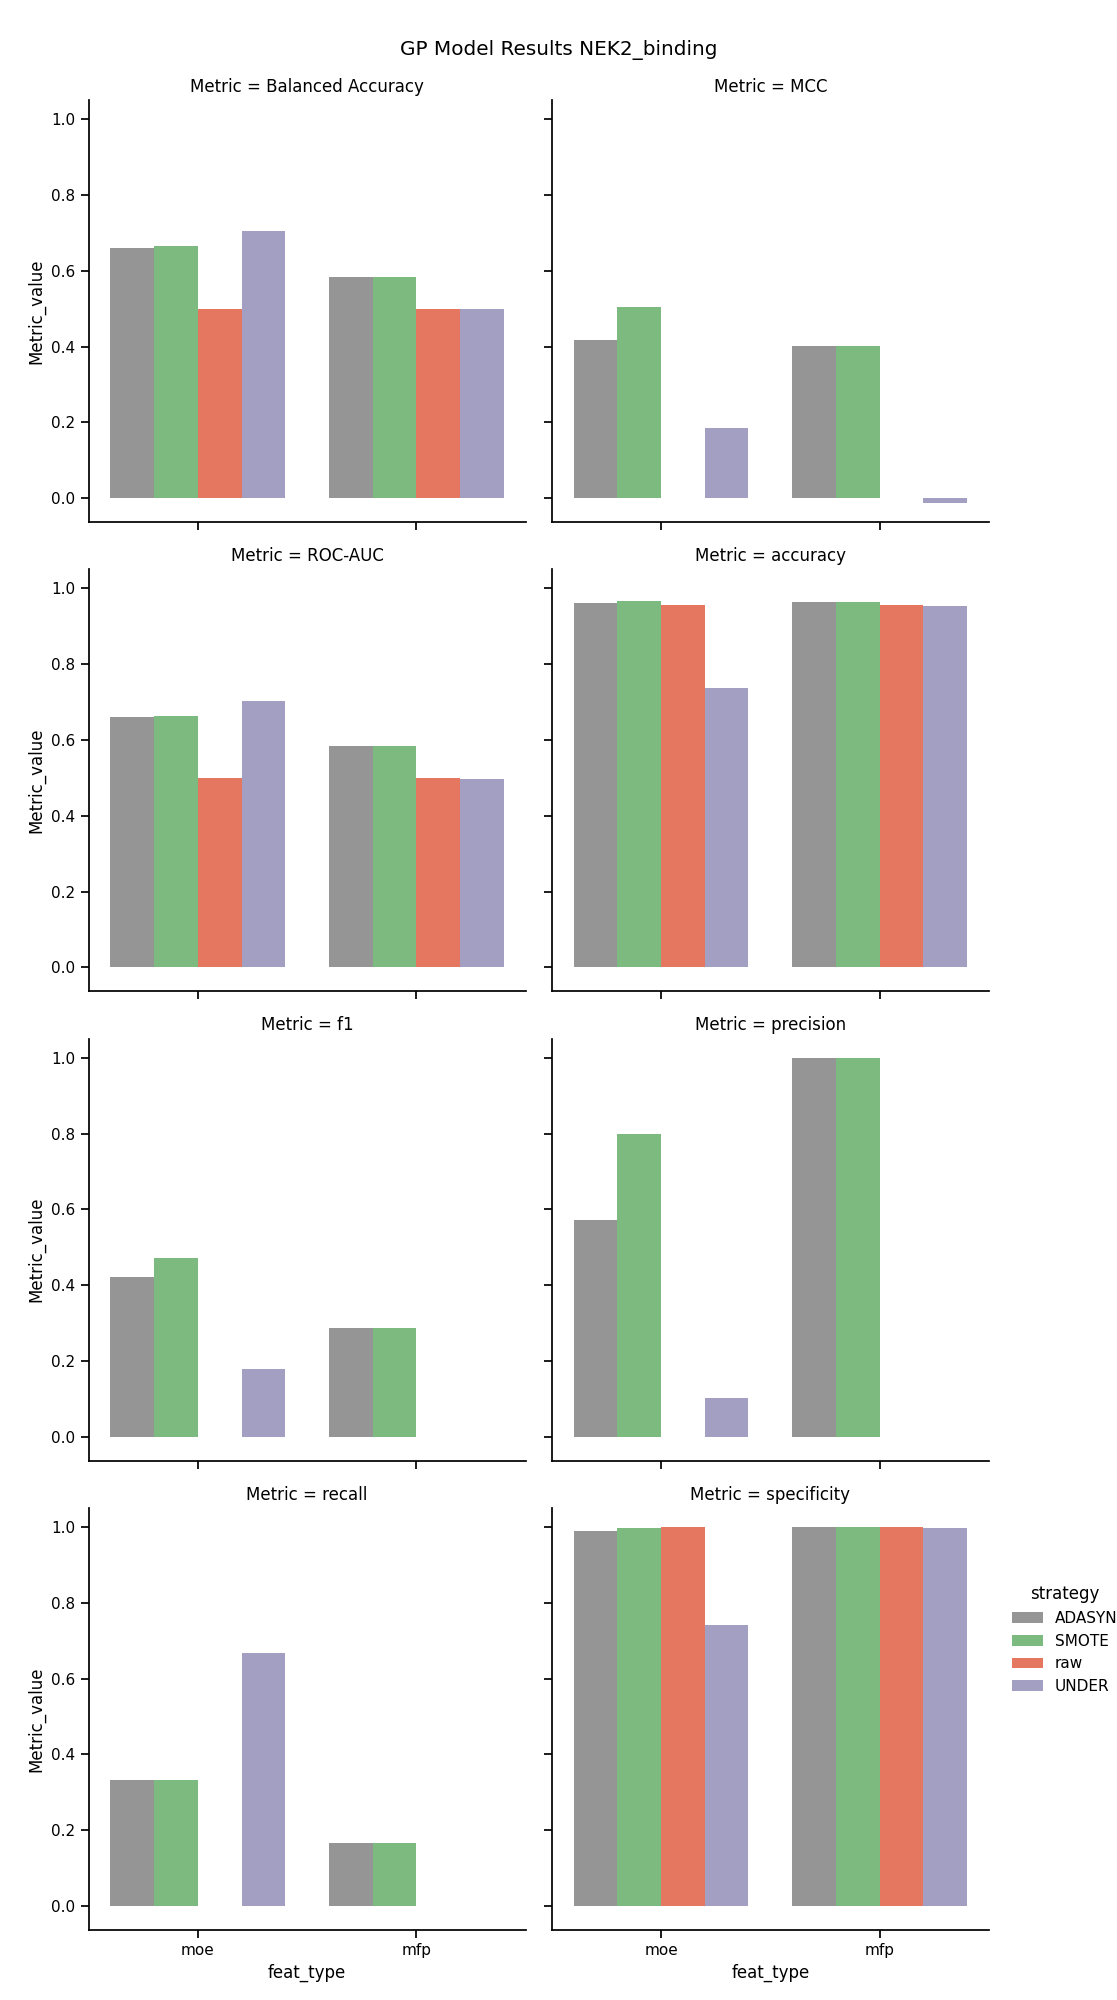 GP Model Results NEK2_binding
Metric = Balanced Accuracy
Metric = MCC
1.0
0.8
0.6
0.4
0.2
0.0
Metric_value
Metric = ROC-AUC
Metric = accuracy
1.0
0.8
0.6
0.4
0.2
0.0
Metric_value
Metric = f1
Metric = precision
1.0
0.8
0.6
0.4
0.2
0.0
Metric_value
Metric = recall
Metric = specificity
1.0
0.8
0.6
0.4
0.2
0.0
Metric_value
moe
mfp
feat_type
moe
mfp
feat_type
strategy
ADASYN
SMOTE
raw
UNDER